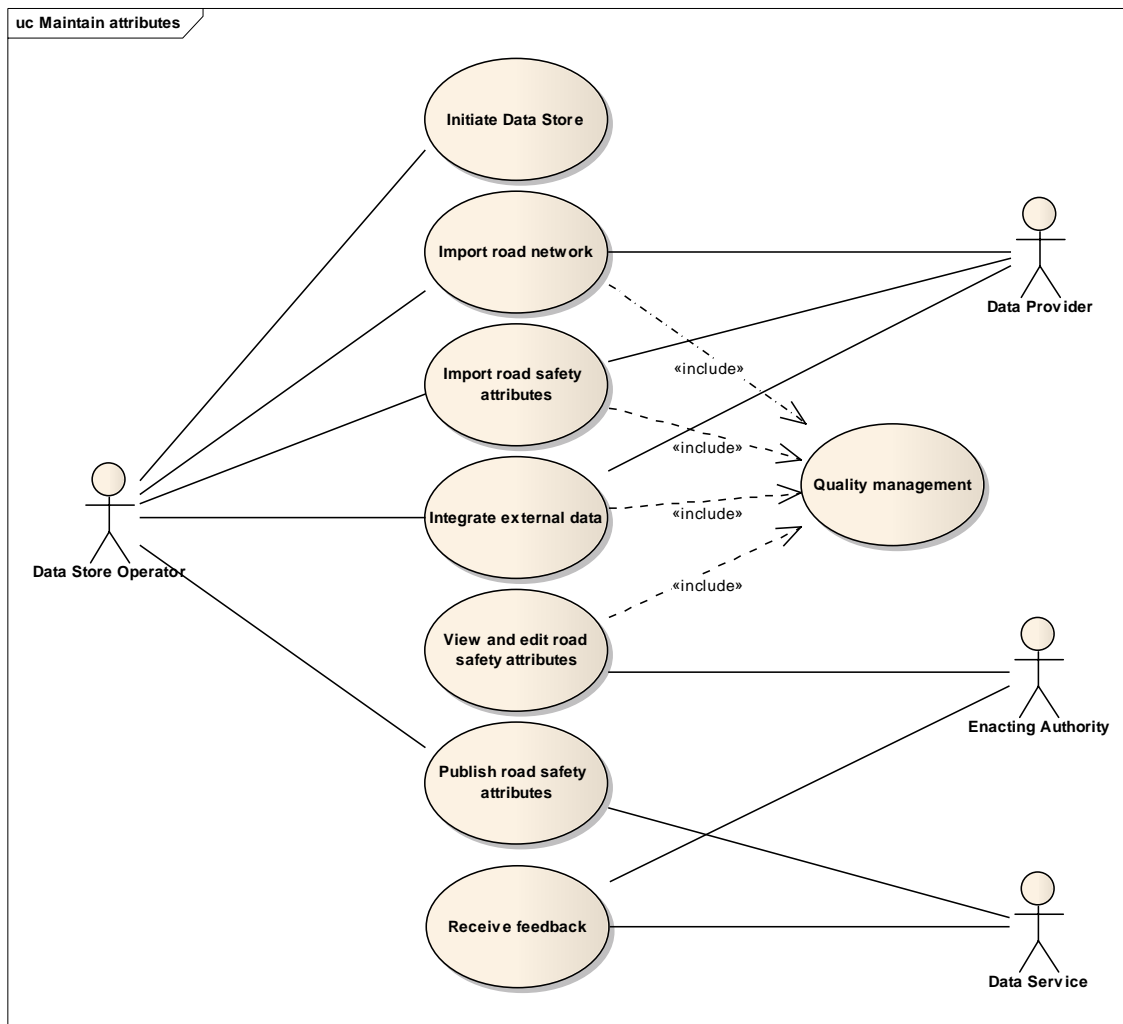 uc Maintain attributes
Initiate Data Store
Import road network
Data Provider
Import road safety
attributes
«include»
«include»
Quality management
Integrate external data
«include»
Data Store Operator
«include»
View and edit road
safety attributes
Enacting Authority
Publish road safety
attributes
Receive feedback
Data Service